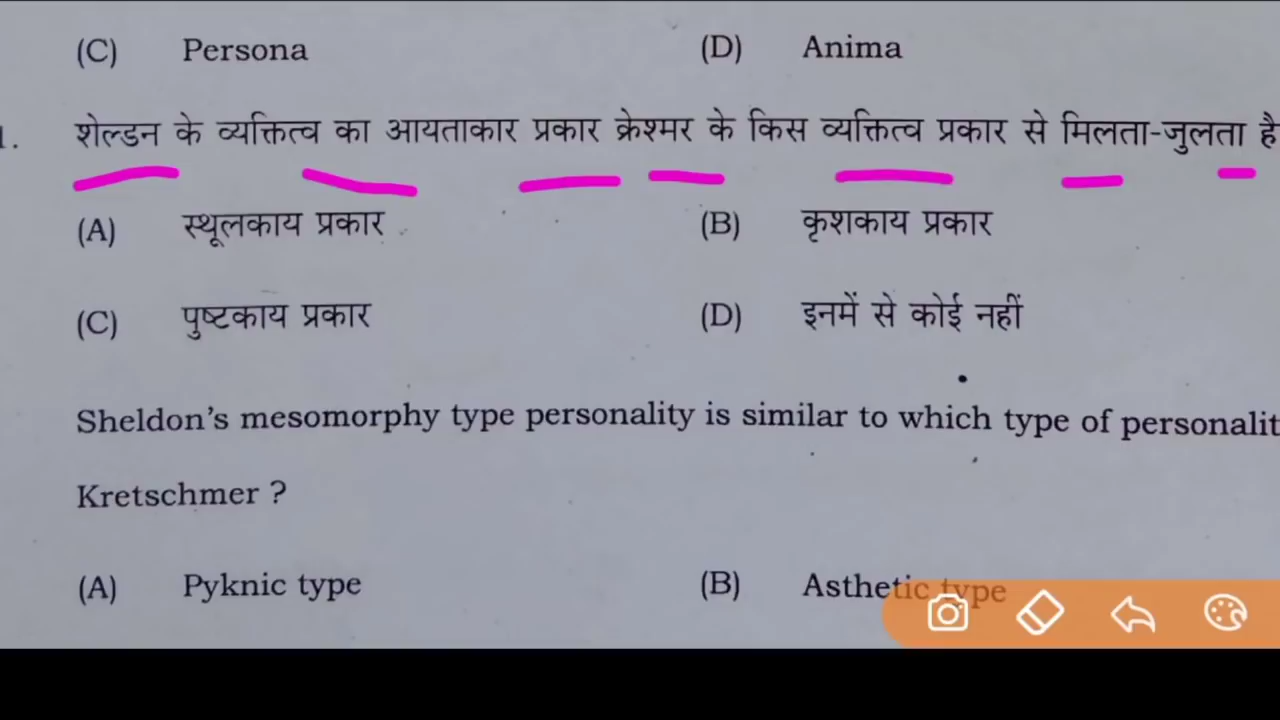 (C) Persona (D) Anima
1. शेल्डन के व्यक्तित्व का आयताकार प्रकार क्रेश्मर के किस व्यक्तित्व प्रकार से मिलता-जुलता है
(A) स्थूलकाय प्रकार (B) कृशकाय प्रकार
(C) पुष्टकाय प्रकार (D) इनमें से कोई नहीं
Sheldon's mesomorphy type personality is similar to which type of personalit
Kretschmer ?
(A) Pyknic type (B) Asthetic type